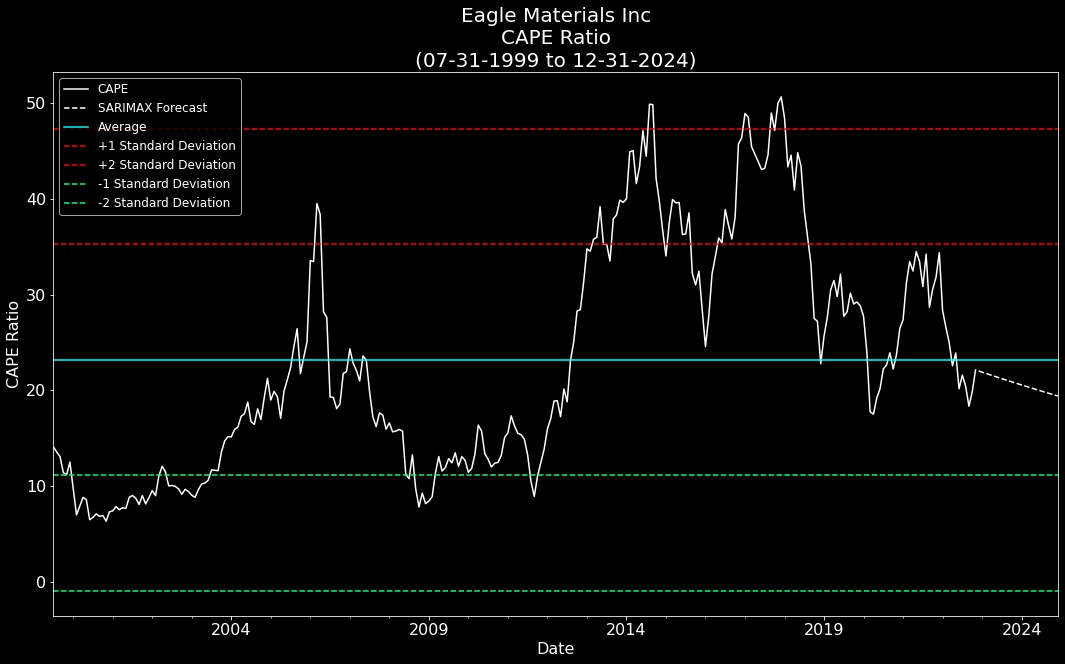 Eagle Materials Inc
CAPE Ratio
(07-31-1999 to 12-31-2024)
CAPE
SARIMAX Forecast
Average
+1 Standard Deviation
+2 Standard Deviation
-1 Standard Deviation
-2 Standard Deviation
CAPE Ratio
50
40
30
20
10
0
2004
2009
2014
2019
2024
Date